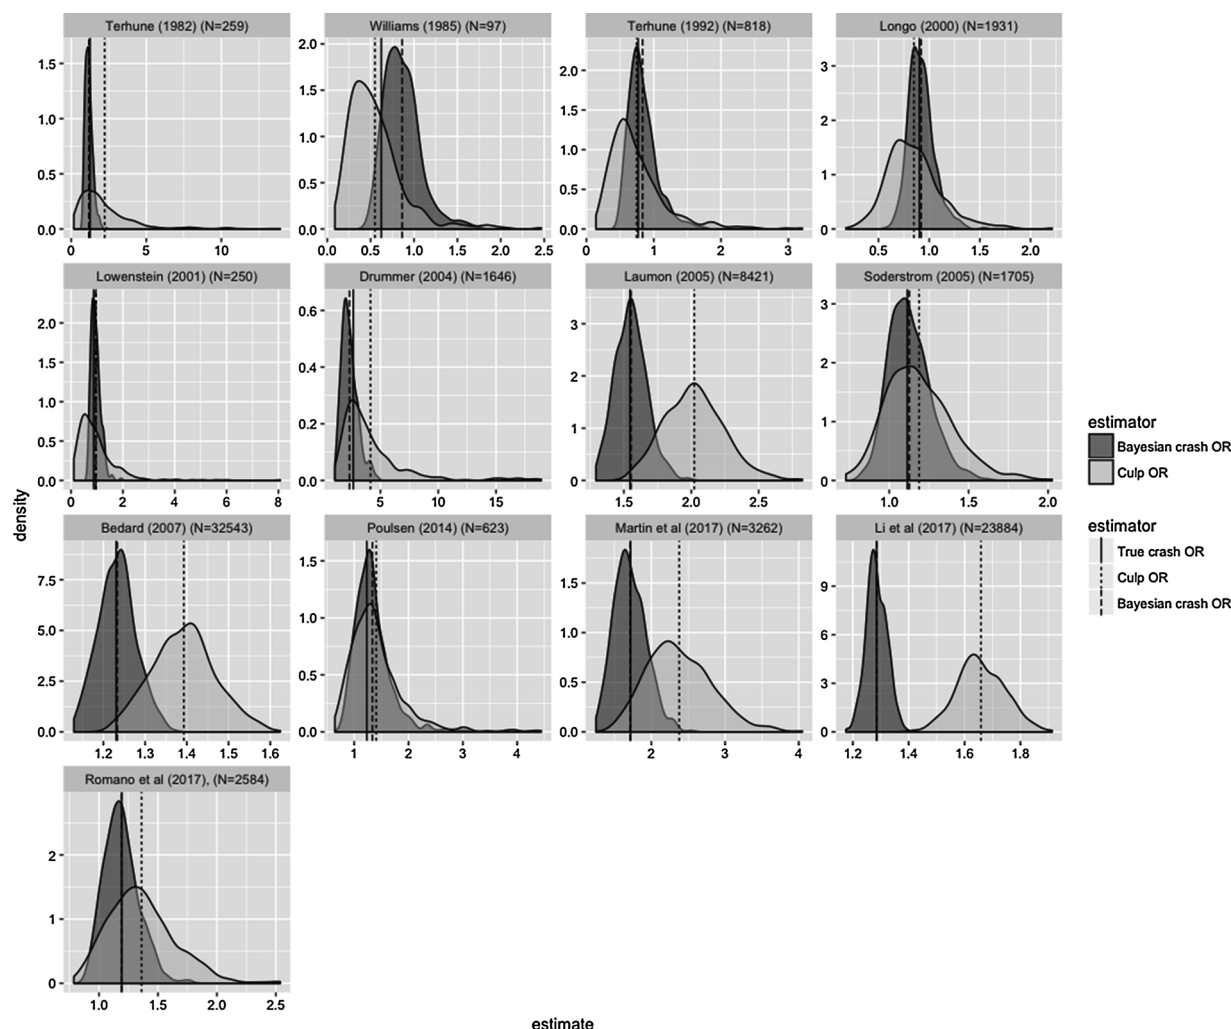 Terhune (1982) (N=259)
Williams (1985) (N=97)
Terhune (1992) (N=818)
Longo (2000) (N=1931)
1.5
1.0
0.5
0.0
0 5 10
2.0
1.5
1.0
0.5
0.0
0.0 0.5 1.0 1.5 2.0 2.5
2.0
1.5
1.0
0.5
0.0
0 1 2 3
3
2
1
0
0.5 1.0 1.5 2.0
Lowenstein (2001) (N=250)
Drummer (2004) (N=1646)
Laumon (2005) (N=8421)
Soderstrom (2005) (N=1705)
2.0
1.5
1.0
0.5
0.0
0 2 4 6 8
0.6
0.4
0.2
0.0
5 10 15
3
2
1
0
1.5 2.0 2.5
3
2
1
0
1.0 1.5 2.0
Bedard (2007) (N=32543)
Poulsen (2014) (N=623)
Martin et al (2017) (N=3262)
Li et al (2017) (N=23884)
7.5
5.0
2.5
0.0
1.2 1.3 1.4 1.5 1.6
1.5
1.0
0.5
0.0
1 2 3 4
1.5
1.0
0.5
0.0
2 3 4
9
6
3
0
1.2 1.4 1.6 1.8
Romano et al (2017), (N=2584)
2
1
0
1.0 1.5 2.0 2.5
density
estimate
estimator
Bayesian crash OR
Culp OR
estimator
True crash OR
Culp OR
Bayesian crash OR